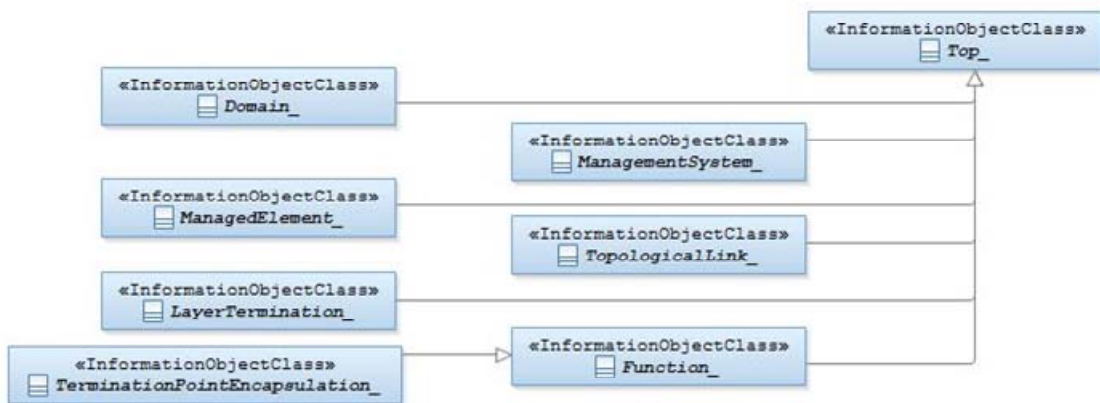 «InformationObjectClass»
Top_
«InformationObjectClass»
Domain_
«InformationObjectClass»
ManagementSystem_
«InformationObjectClass»
ManagedElement_
«InformationObjectClass»
TopologicalLink_
«InformationObjectClass»
LayerTermination_
«InformationObjectClass»
Function_
«InformationObjectClass»
TerminationPointEncapsulation_